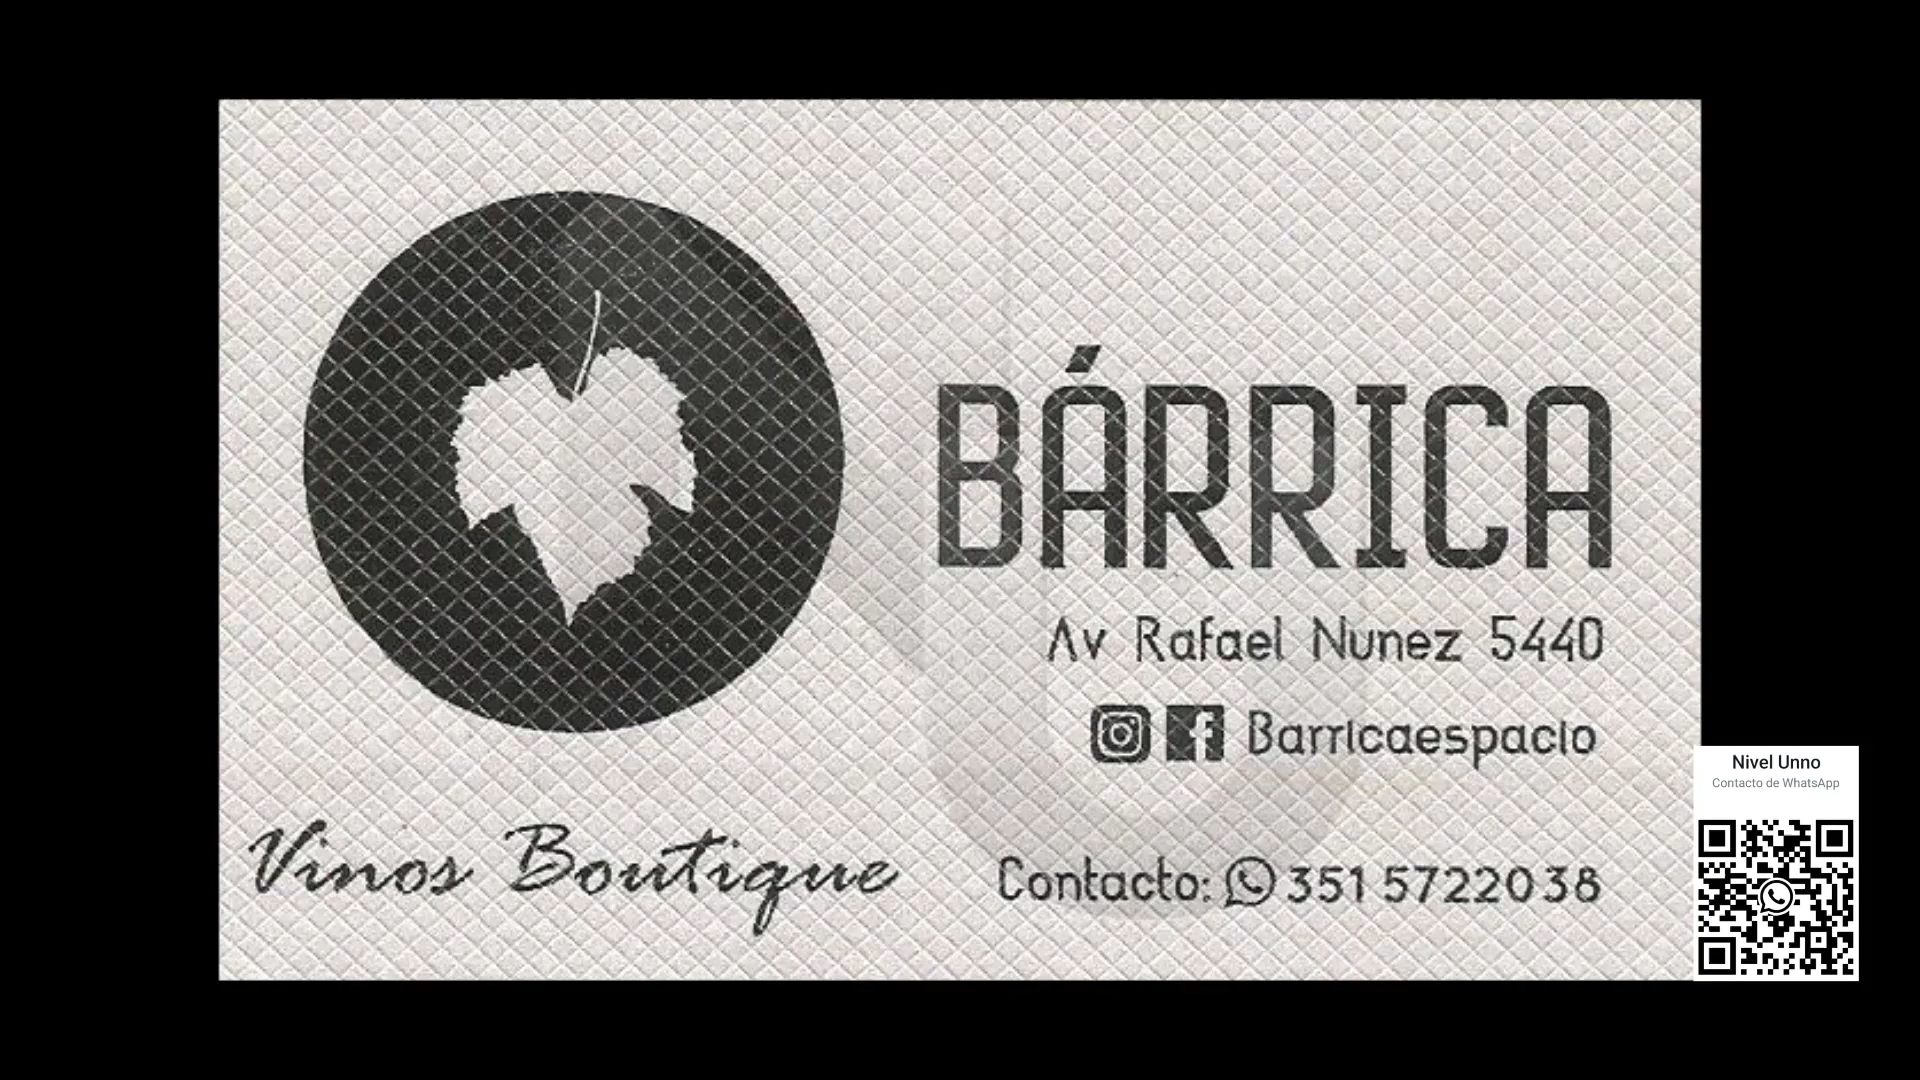 BÁRRICA
Av Rafael Nunez 5440
Barricaespacio
Vinos Boutique
Contacto: 351 5722038
Nivel Unno
Contacto de WhatsApp